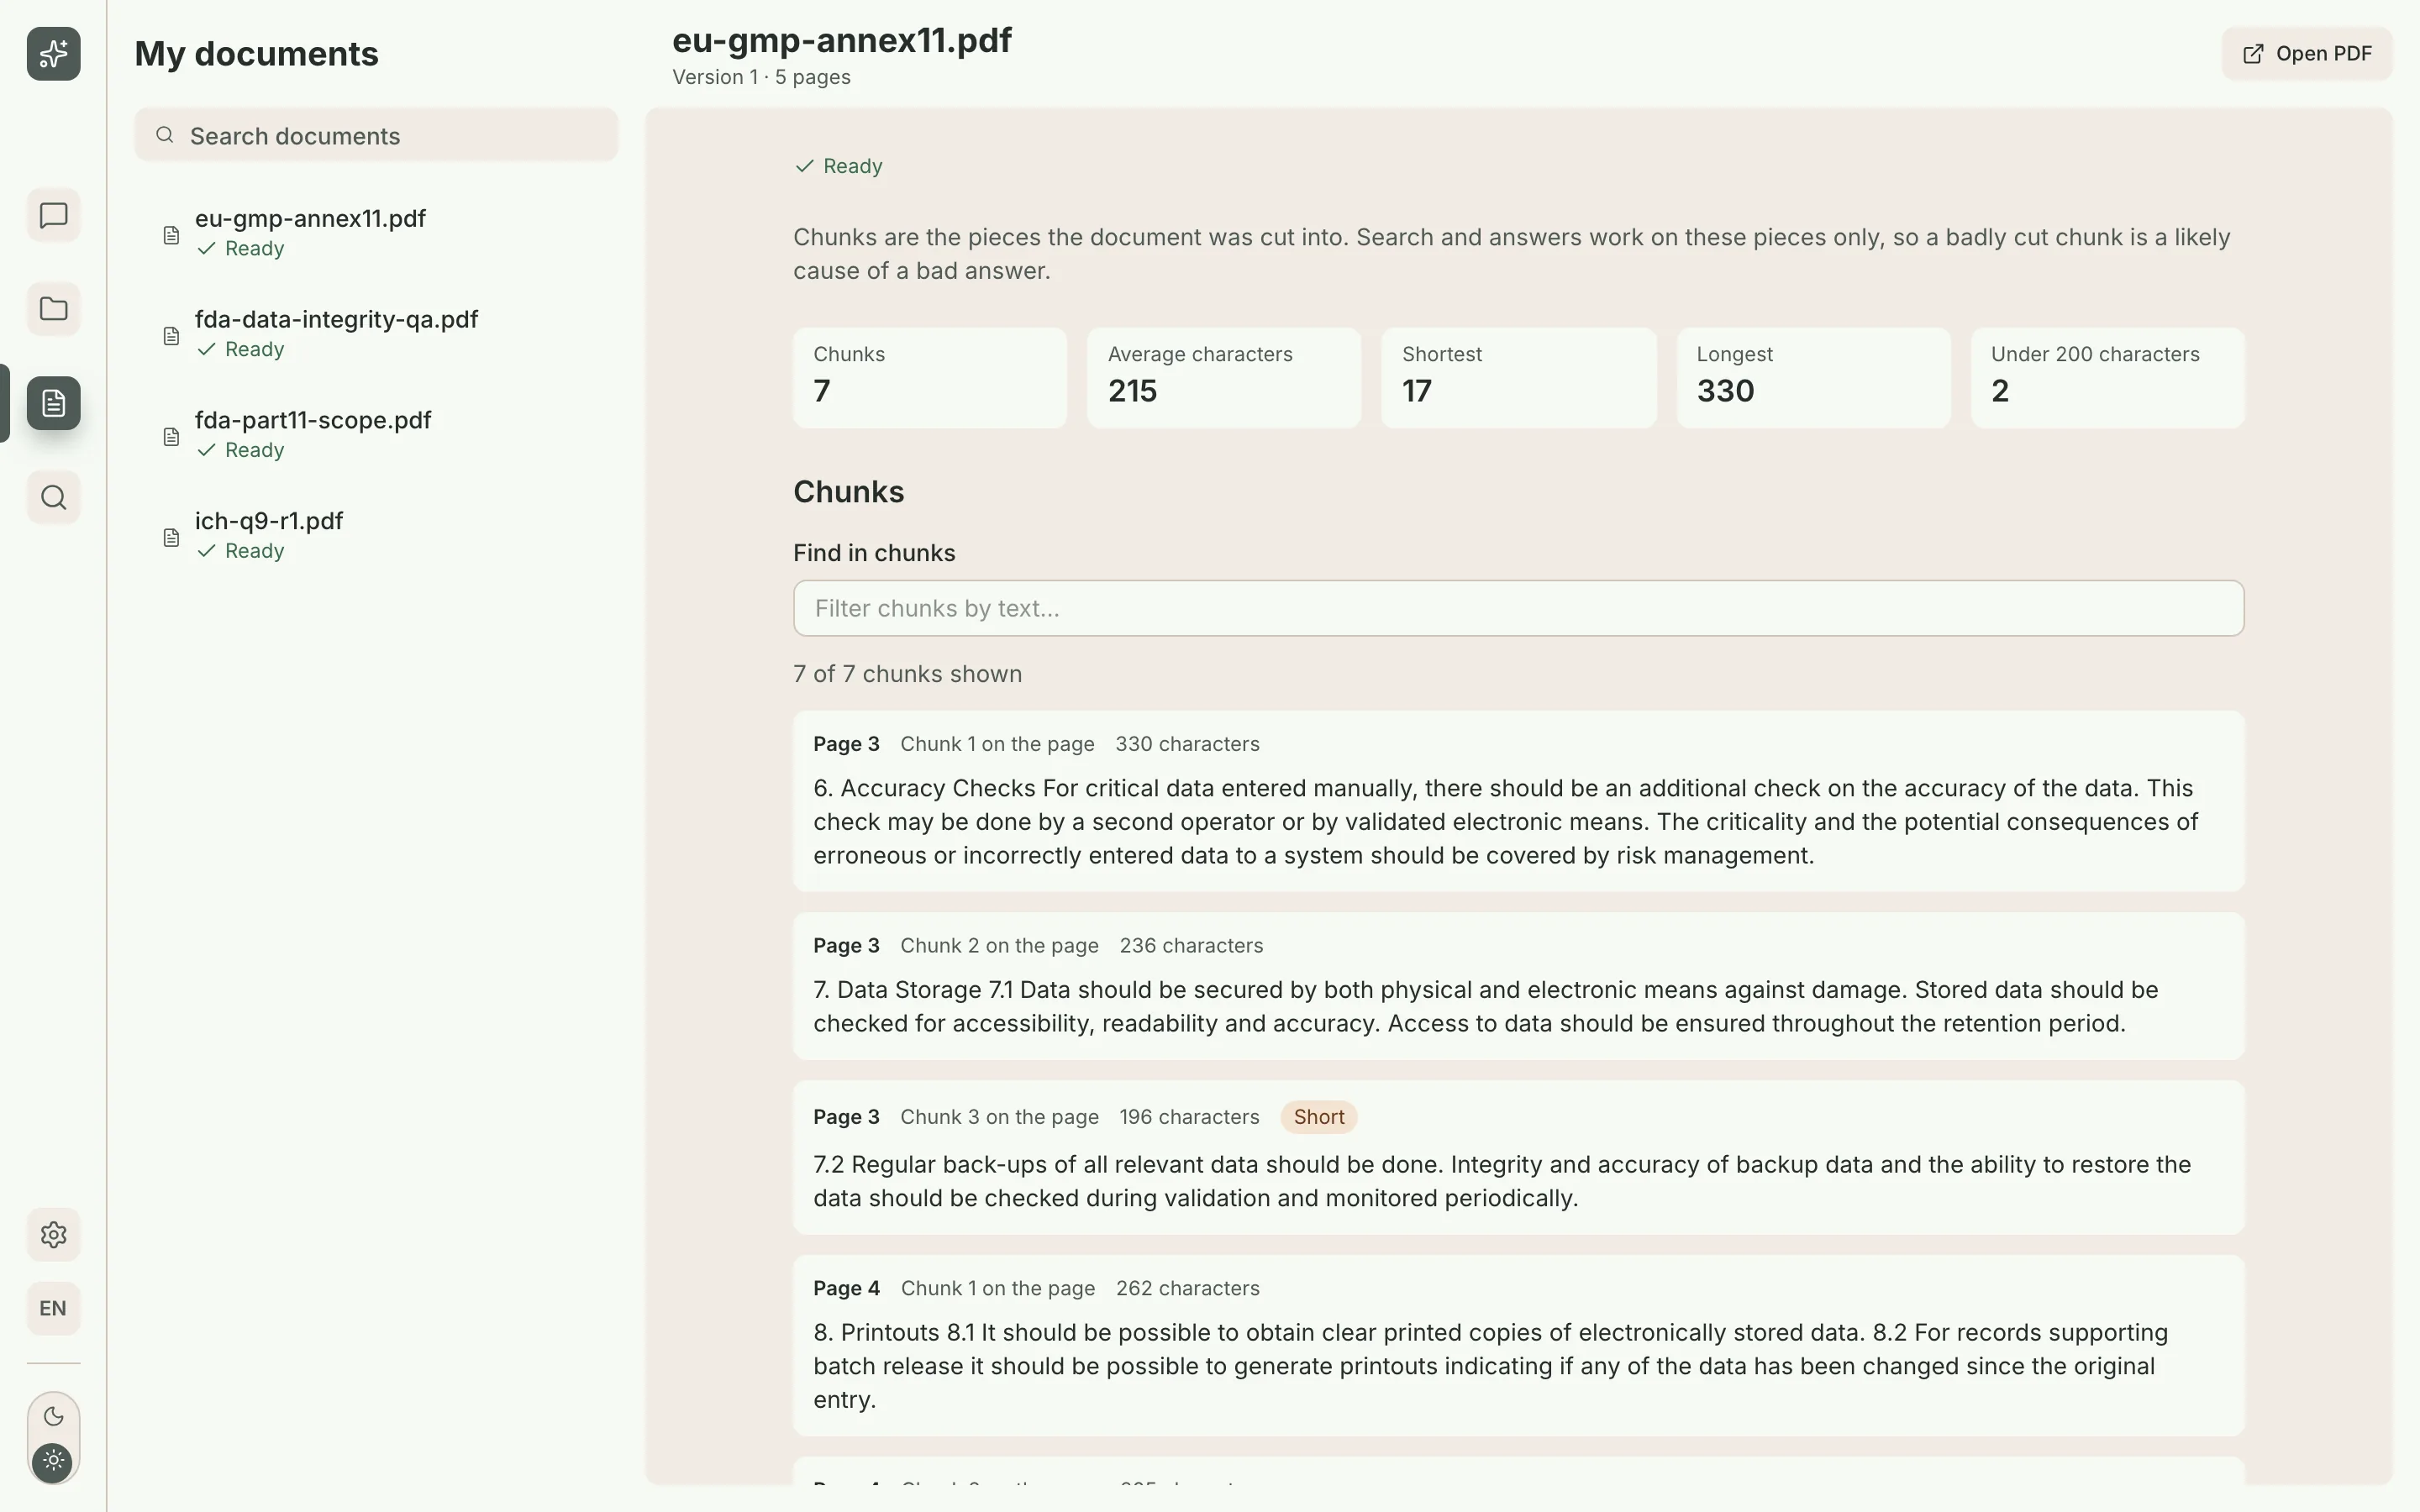 My documents
Search documents
eu-gmp-annex11.pdf
Ready
fda-data-integrity-qa.pdf
Ready
fda-part11-scope.pdf
Ready
ich-q9-r1.pdf
Ready
EN
eu-gmp-annex11.pdf
Version 1 · 5 pages
Open PDF
Ready
Chunks are the pieces the document was cut into. Search and answers work on these pieces only, so a badly cut chunk is a likely
cause of a bad answer.
Chunks
7
Average characters
215
Shortest
17
Longest
330
Under 200 characters
2
Chunks
Find in chunks
Filter chunks by text...
7 of 7 chunks shown
Page 3 Chunk 1 on the page 330 characters
6. Accuracy Checks For critical data entered manually, there should be an additional check on the accuracy of the data. This
check may be done by a second operator or by validated electronic means. The criticality and the potential consequences of
erroneous or incorrectly entered data to a system should be covered by risk management.
Page 3 Chunk 2 on the page 236 characters
7. Data Storage 7.1 Data should be secured by both physical and electronic means against damage. Stored data should be
checked for accessibility, readability and accuracy. Access to data should be ensured throughout the retention period.
Page 3 Chunk 3 on the page 196 characters Short
7.2 Regular back-ups of all relevant data should be done. Integrity and accuracy of backup data and the ability to restore the
data should be checked during validation and monitored periodically.
Page 4 Chunk 1 on the page 262 characters
8. Printouts 8.1 It should be possible to obtain clear printed copies of electronically stored data. 8.2 For records supporting
batch release it should be possible to generate printouts indicating if any of the data has been changed since the original
entry.